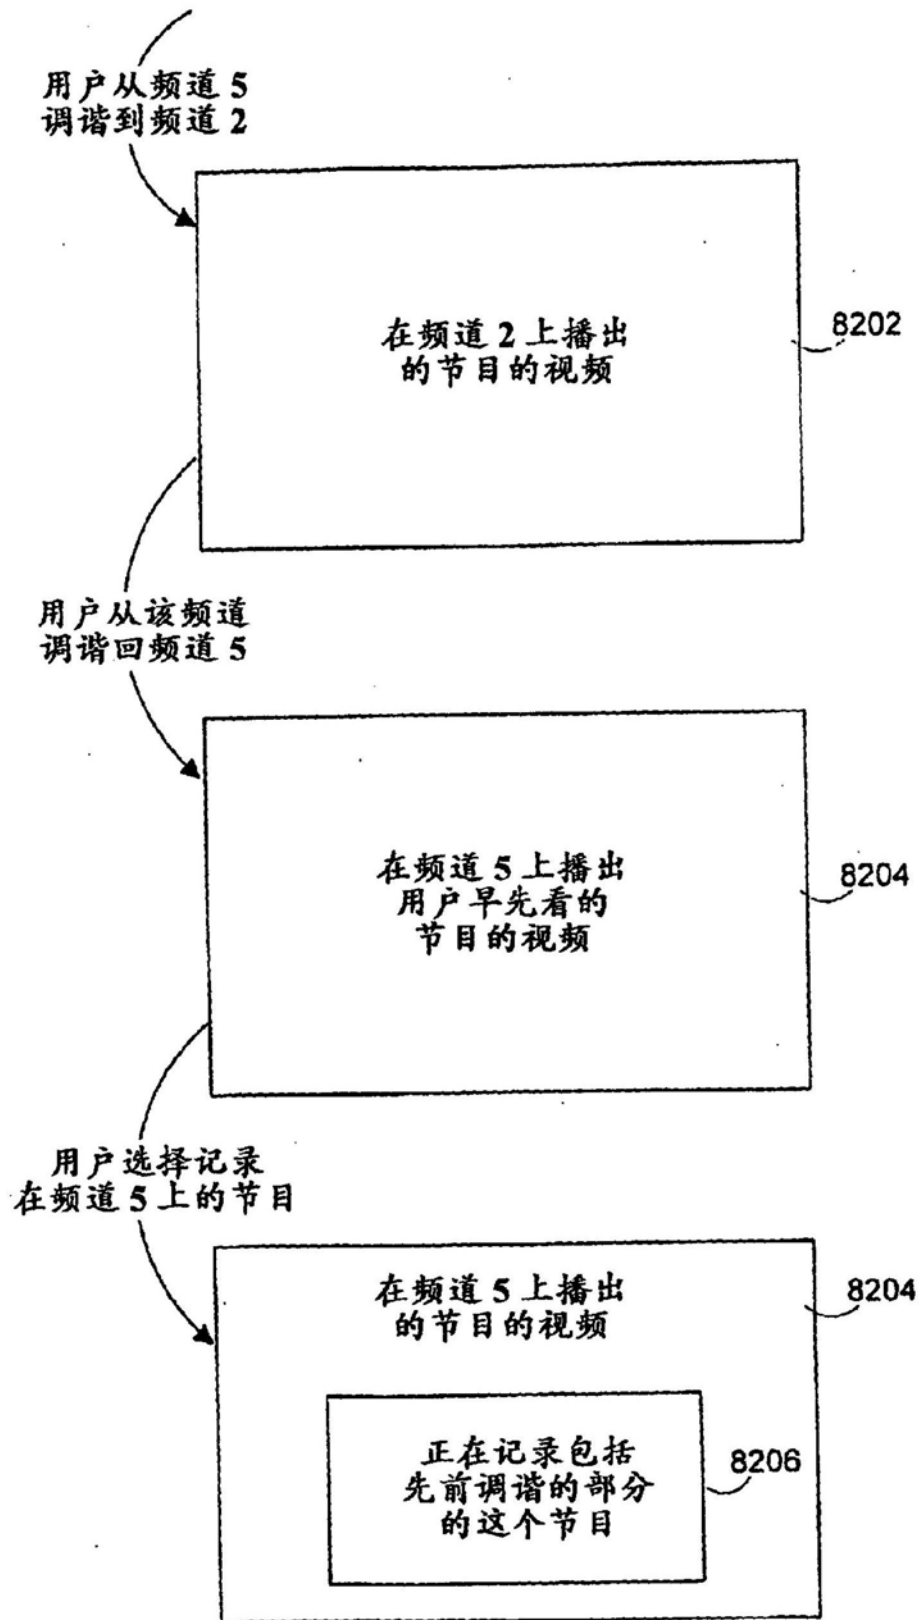 用户从频道 5
调谐到频道 2
在频道 2 上播出
的节目的视频
8202
用户从该频道
调谐回频道 5
在频道 5 上播出
用户早先看的
节目的视频
8204
用户选择记录
在频道 5 上的节目
在频道 5 上播出
的节目的视频
8204
正在记录包括
先前调谐的部分
的这个节目
8206